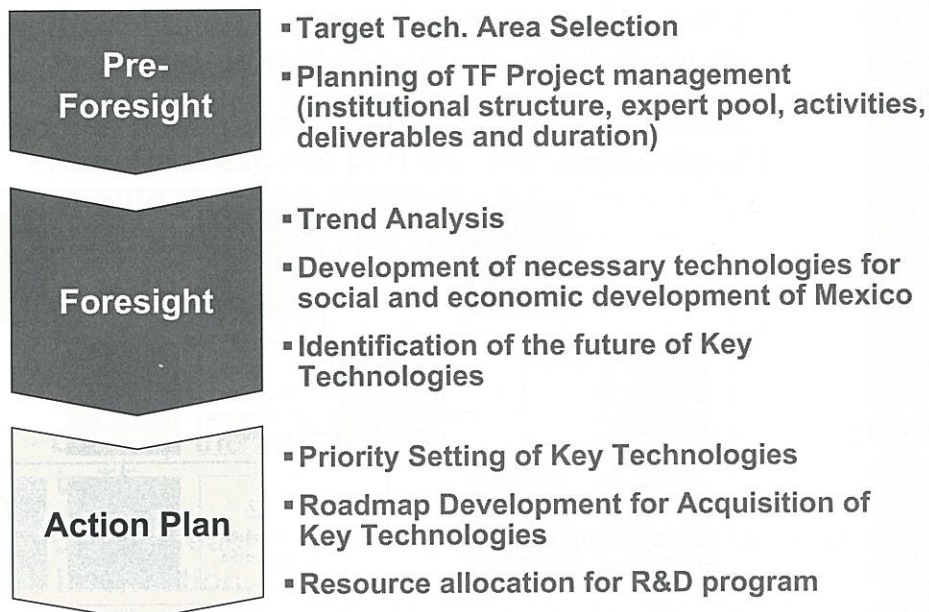 Pre-
Foresight
▪Target Tech. Area Selection
▪Planning of TF Project management
(institutional structure, expert pool, activities,
deliverables and duration)
Foresight
▪Trend Analysis
▪Development of necessary technologies for
social and economic development of Mexico
▪Identification of the future of Key
Technologies
Action Plan
▪Priority Setting of Key Technologies
▪Roadmap Development for Acquisition of
Key Technologies
▪Resource allocation for R&D program